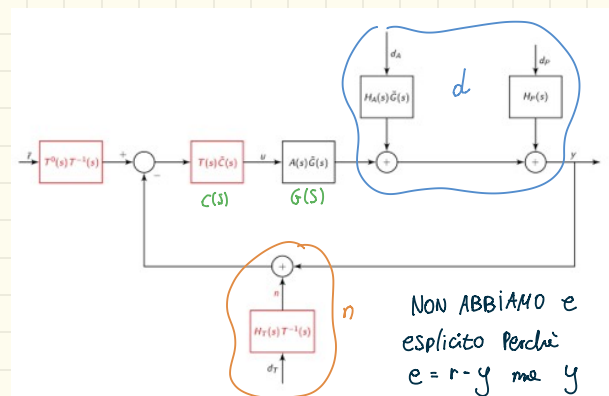 d_A
d_P
d
H_A(s)G̃(s)
H_P(s)
T⁰(s)T⁻¹(s)
+
−
T(s)C̃(s)
u
A(s)G̃(s)
+
+
y
C(s)
G(s)
+
n
n
H_T(s)T⁻¹(s)
d_T
NON ABBiAMO e
esplicito Perchè
e = r - y ma y